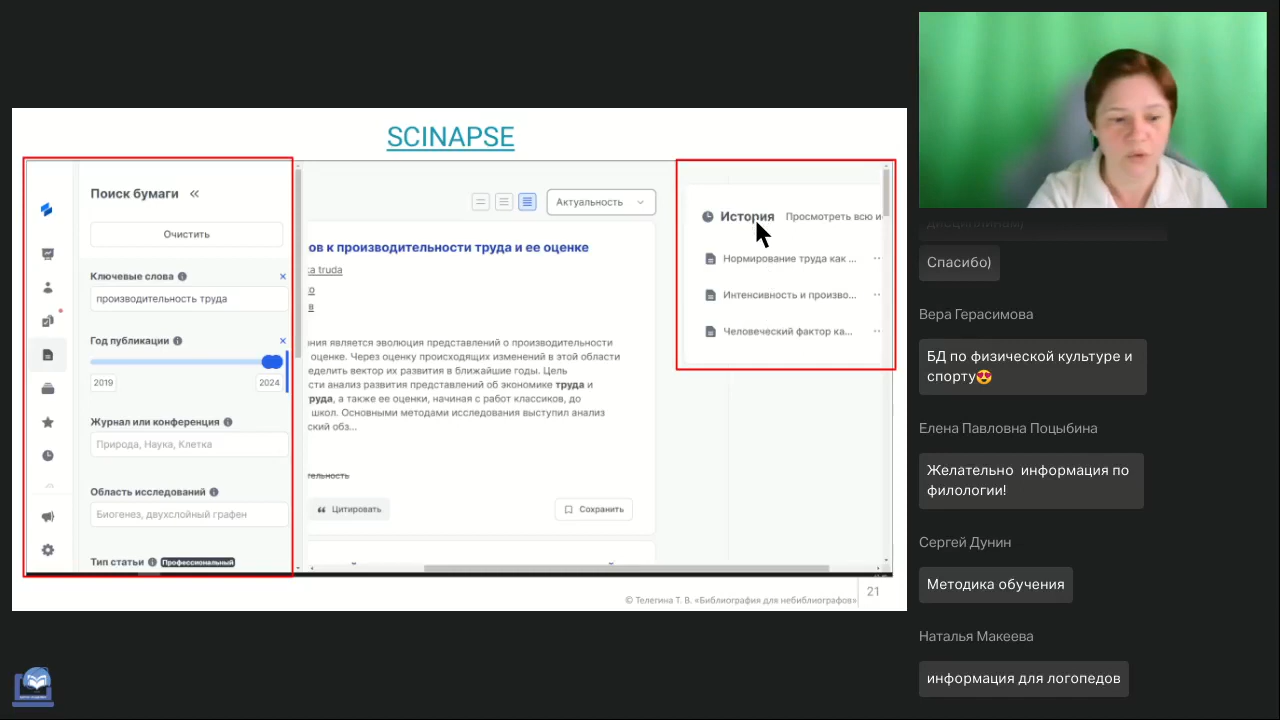 SCINAPSE
Поиск бумаги
Очистить
Ключевые слова
производительность труда
Год публикации
2019
2024
Журнал или конференция
Природа, Наука, Клетка
Область исследований
Биогенез, двухслойный графен
Тип статьи Профессиональный
Актуальность
ов к производительности труда и ее оценке
ка truda
ю
в
ния является эволюция представлений о производительности
оценке. Через оценку происходящих изменений в этой области
еделить вектор их развития в ближайшие годы. Цель
сти анализ развития представлений об экономике труда и
руда, а также ее оценки, начиная с работ классиков, до
школ. Основными методами исследования выступил анализ
ский обз...
тельность
Цитировать
Сохранить
История Просмотреть всю и
Нормирование труда как ...
Интенсивность и произво...
Человеческий фактор ка...
© Телегина Т. В. «Библиография для небиблиографов»
21
Спасибо)
Вера Герасимова
БД по физической культуре и
спорту😍
Елена Павловна Поцыбина
Желательно информация по
филологии!
Сергей Дунин
Методика обучения
Наталья Макеева
информация для логопедов